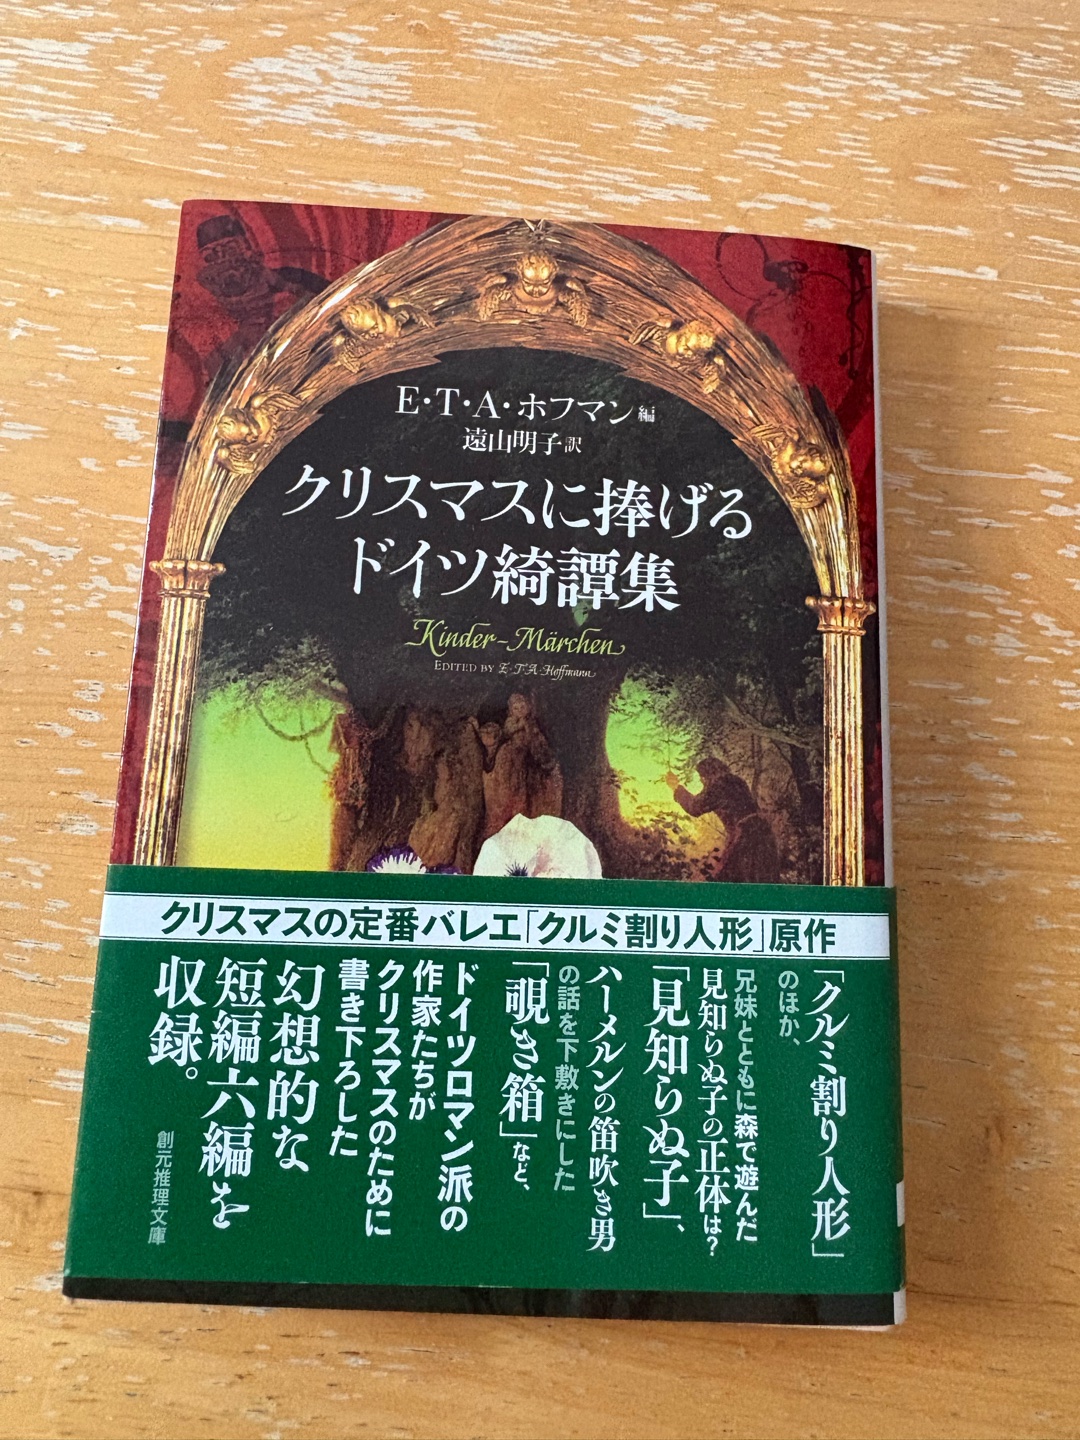 E・T・A・ホフマン編
遠山明子訳
クリスマスに捧げる
ドイツ綺譚集
Kinder-Märchen
EDITED BY E・T・A・Hoffmann
クリスマスの定番バレエ「クルミ割り人形」原作
「クルミ割り人形」
のほか、
兄妹とともに森で遊んだ
見知らぬ子の正体は?
「見知らぬ子」、
ハーメルンの笛吹き男
の話を下敷きにした
「覗き箱」など、
ドイツロマン派の
作家たちが
クリスマスのために
書き下ろした
幻想的な
短編六編を
収録。
創元推理文庫